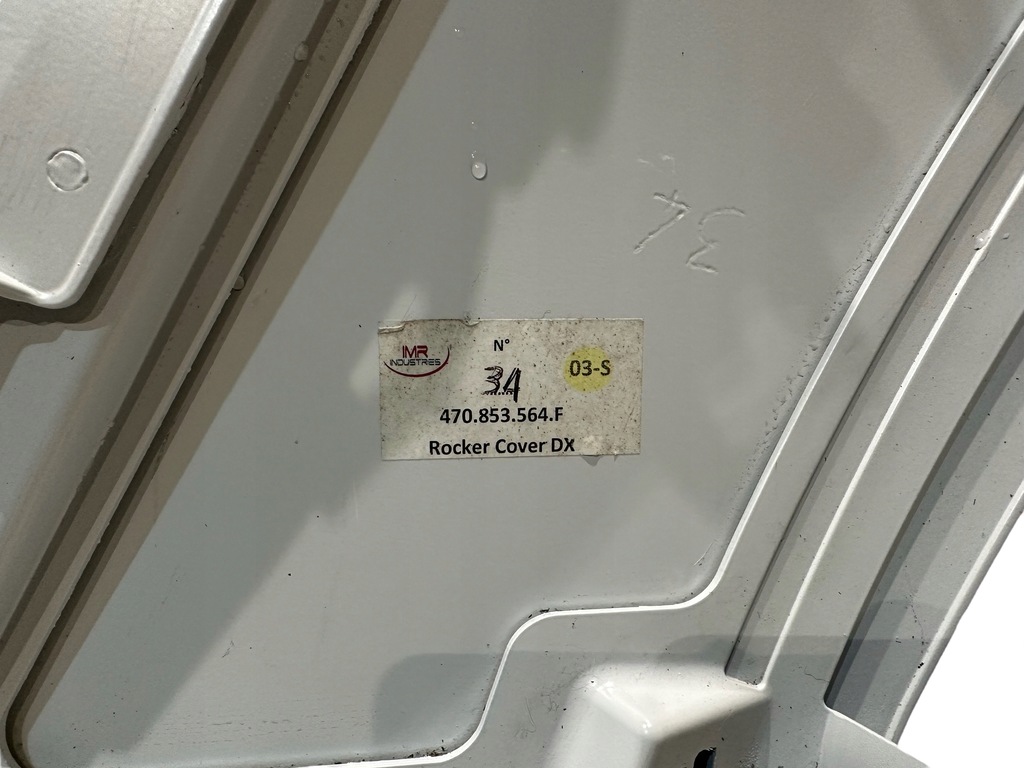 34
IMR
INDUSTRIES
N°
34
03-S
470.853.564.F
Rocker Cover DX